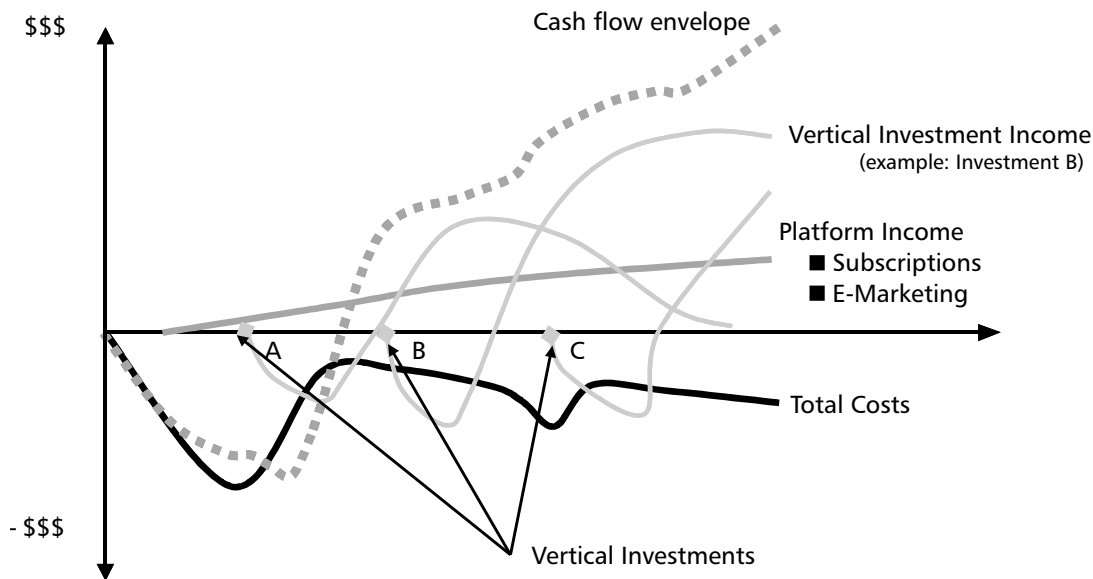 $$$
Cash flow envelope
Vertical Investment Income
(example: Investment B)
Platform Income
■ Subscriptions
■ E-Marketing
A
B
C
Total Costs
- $$$
Vertical Investments